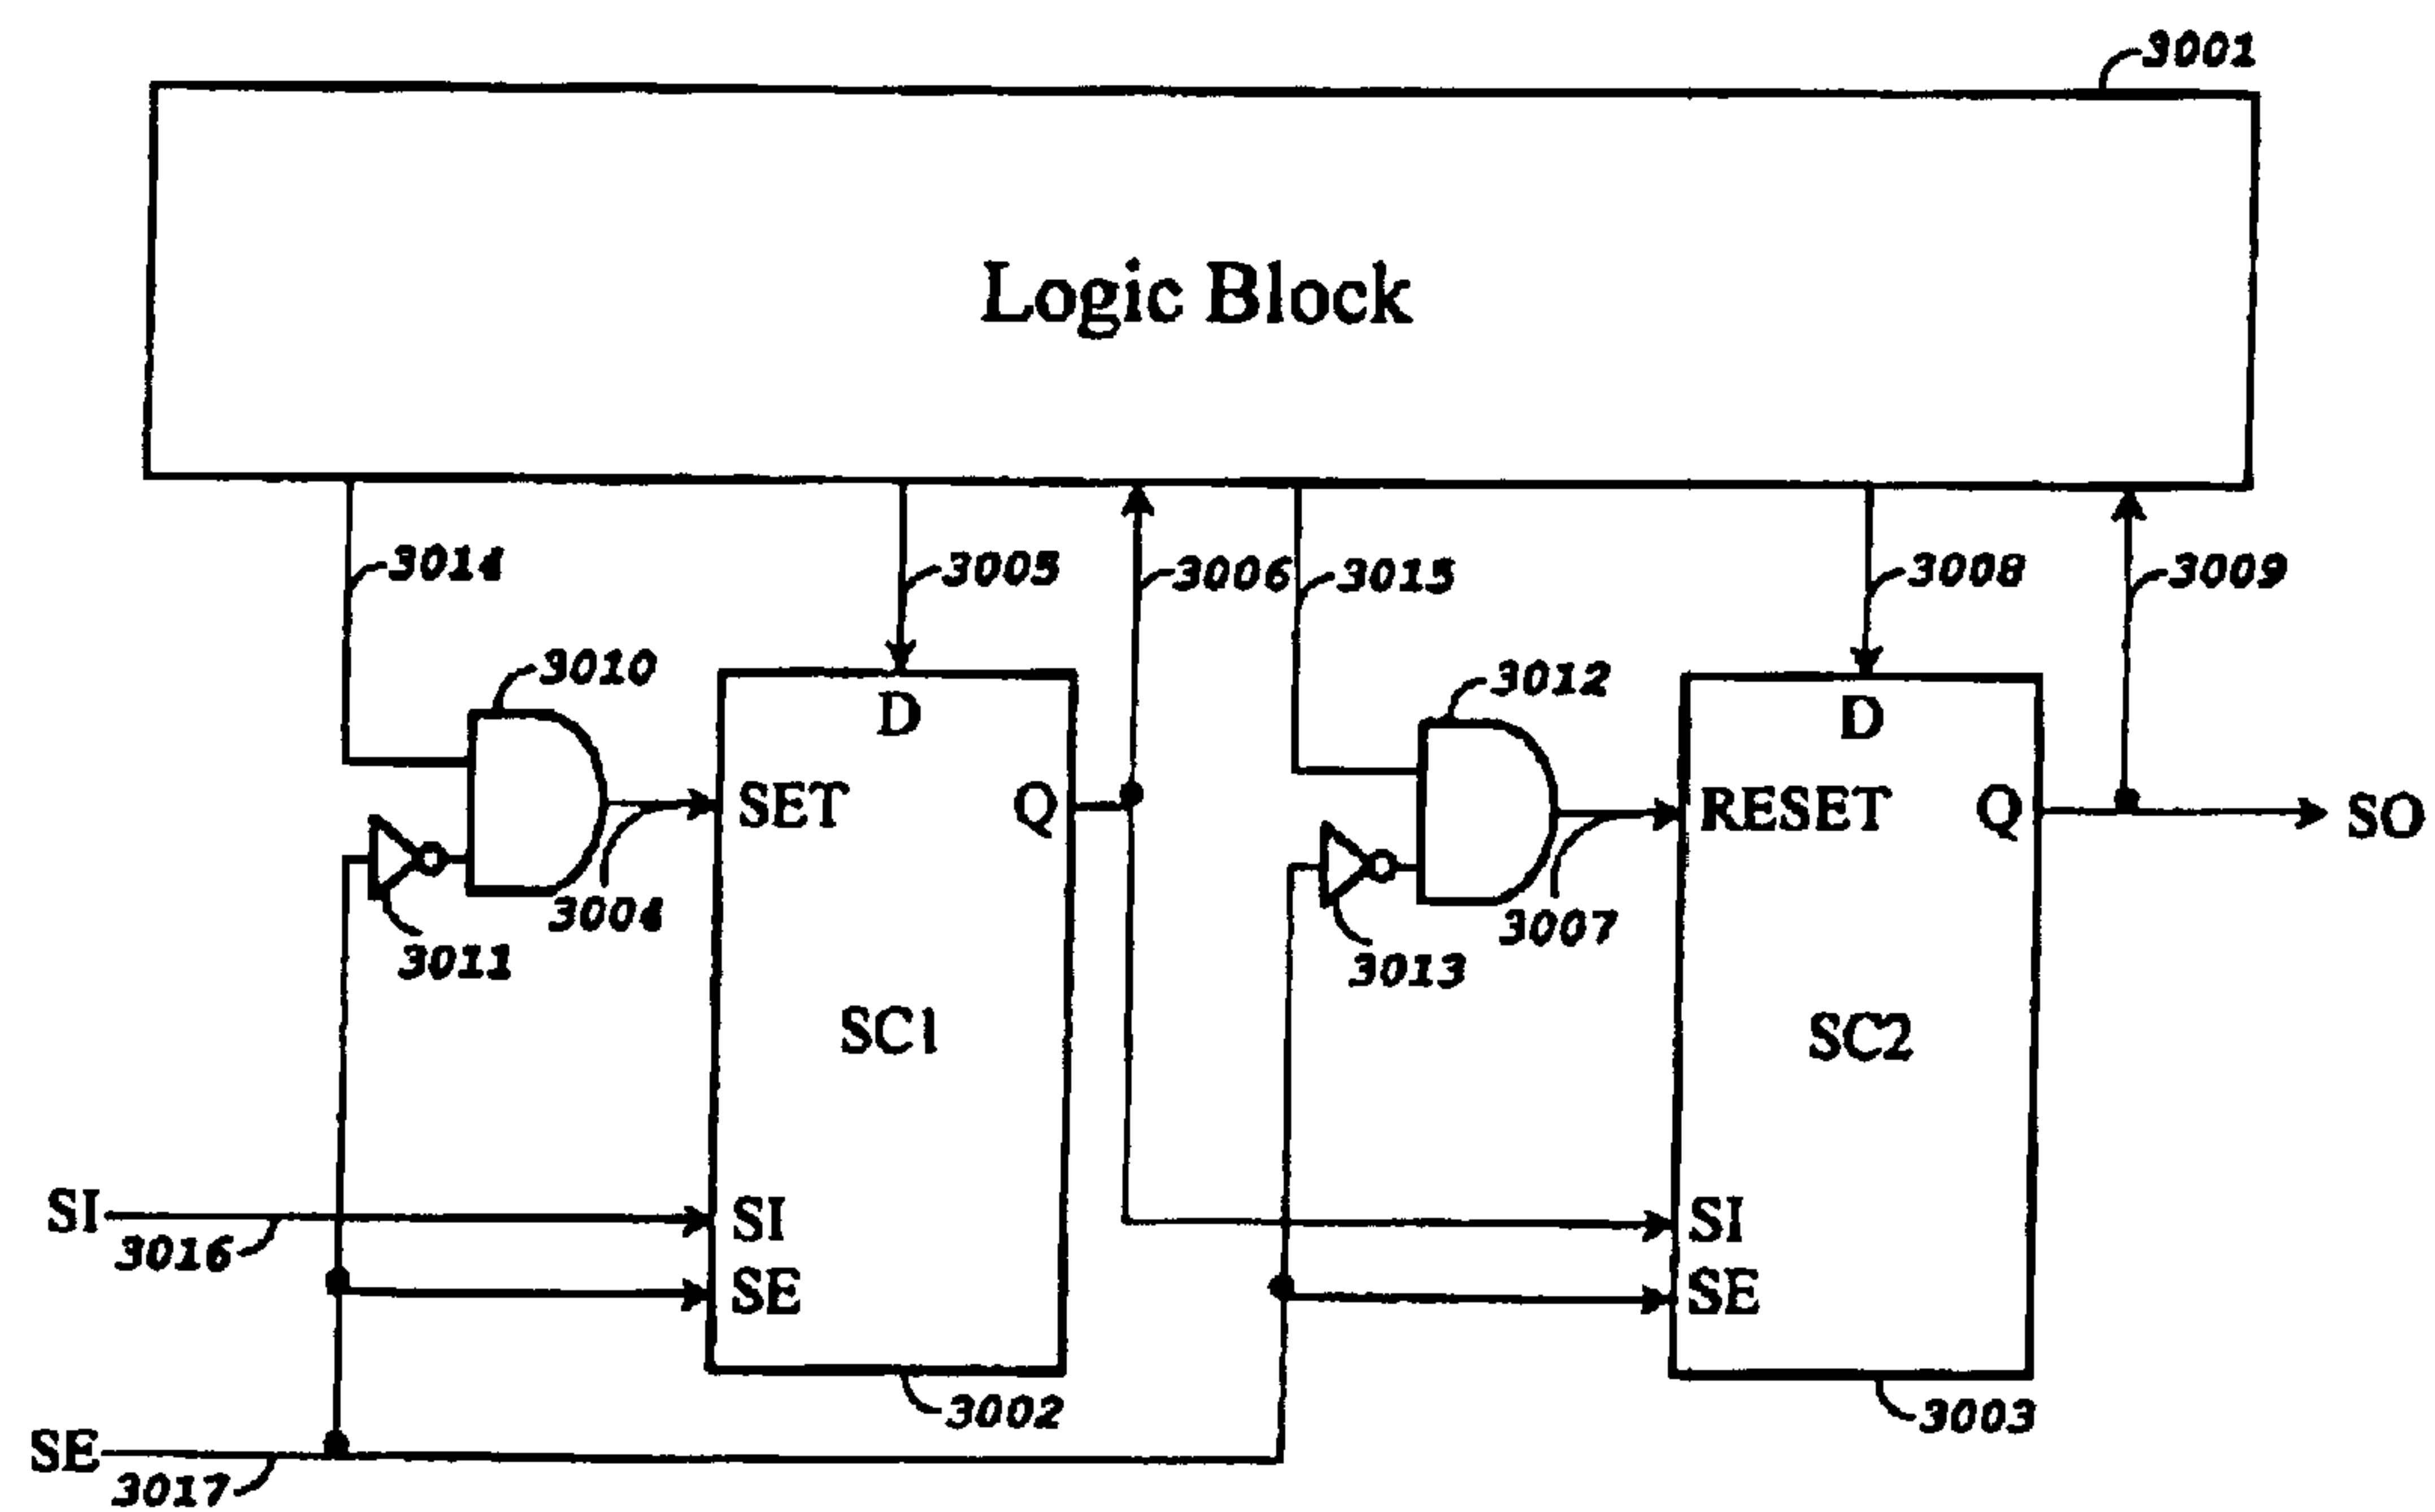 3001
Logic Block
3014
3005
3006
3015
3008
3009
3010
3012
D
D
SET
Q
RESET
Q
SO
3004
3007
3011
3013
SC1
SC2
SI
SI
SI
3016
SE
SE
3002
3003
SE
3017